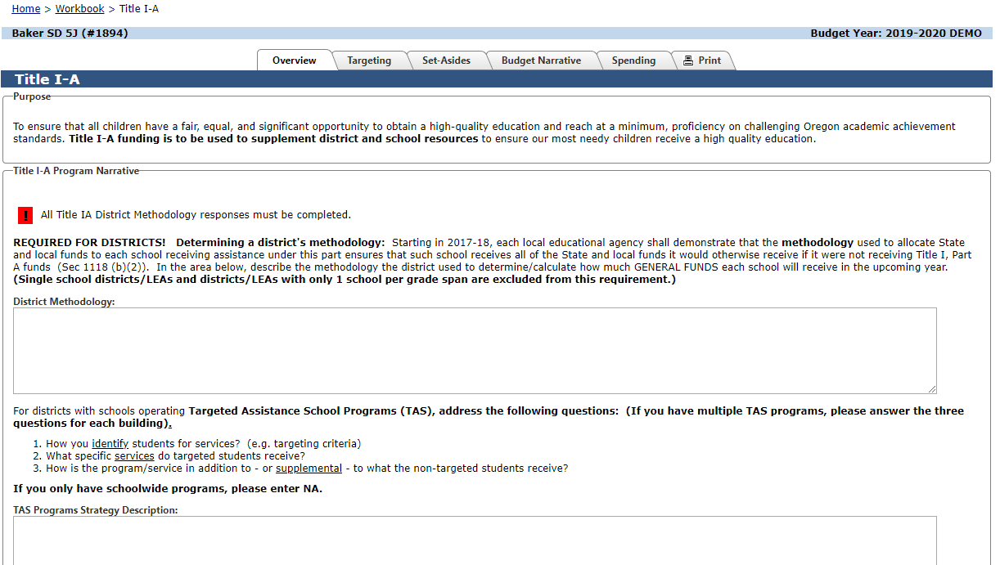 Home > Workbook > Title I-A
Baker SD 5J (#1894) Budget Year: 2019-2020 DEMO
Overview Targeting Set-Asides Budget Narrative Spending Print
Title I-A
Purpose
To ensure that all children have a fair, equal, and significant opportunity to obtain a high-quality education and reach at a minimum, proficiency on challenging Oregon academic achievement
standards. Title I-A funding is to be used to supplement district and school resources to ensure our most needy children receive a high quality education.
Title I-A Program Narrative
! All Title IA District Methodology responses must be completed.
REQUIRED FOR DISTRICTS! Determining a district's methodology: Starting in 2017-18, each local educational agency shall demonstrate that the methodology used to allocate State
and local funds to each school receiving assistance under this part ensures that such school receives all of the State and local funds it would otherwise receive if it were not receiving Title I, Part
A funds (Sec 1118 (b)(2)). In the area below, describe the methodology the district used to determine/calculate how much GENERAL FUNDS each school will receive in the upcoming year.
(Single school districts/LEAs and districts/LEAs with only 1 school per grade span are excluded from this requirement.)
District Methodology:
For districts with schools operating Targeted Assistance School Programs (TAS), address the following questions: (If you have multiple TAS programs, please answer the three
questions for each building).
1. How you identify students for services? (e.g. targeting criteria)
2. What specific services do targeted students receive?
3. How is the program/service in addition to - or supplemental - to what the non-targeted students receive?
If you only have schoolwide programs, please enter NA.
TAS Programs Strategy Description: